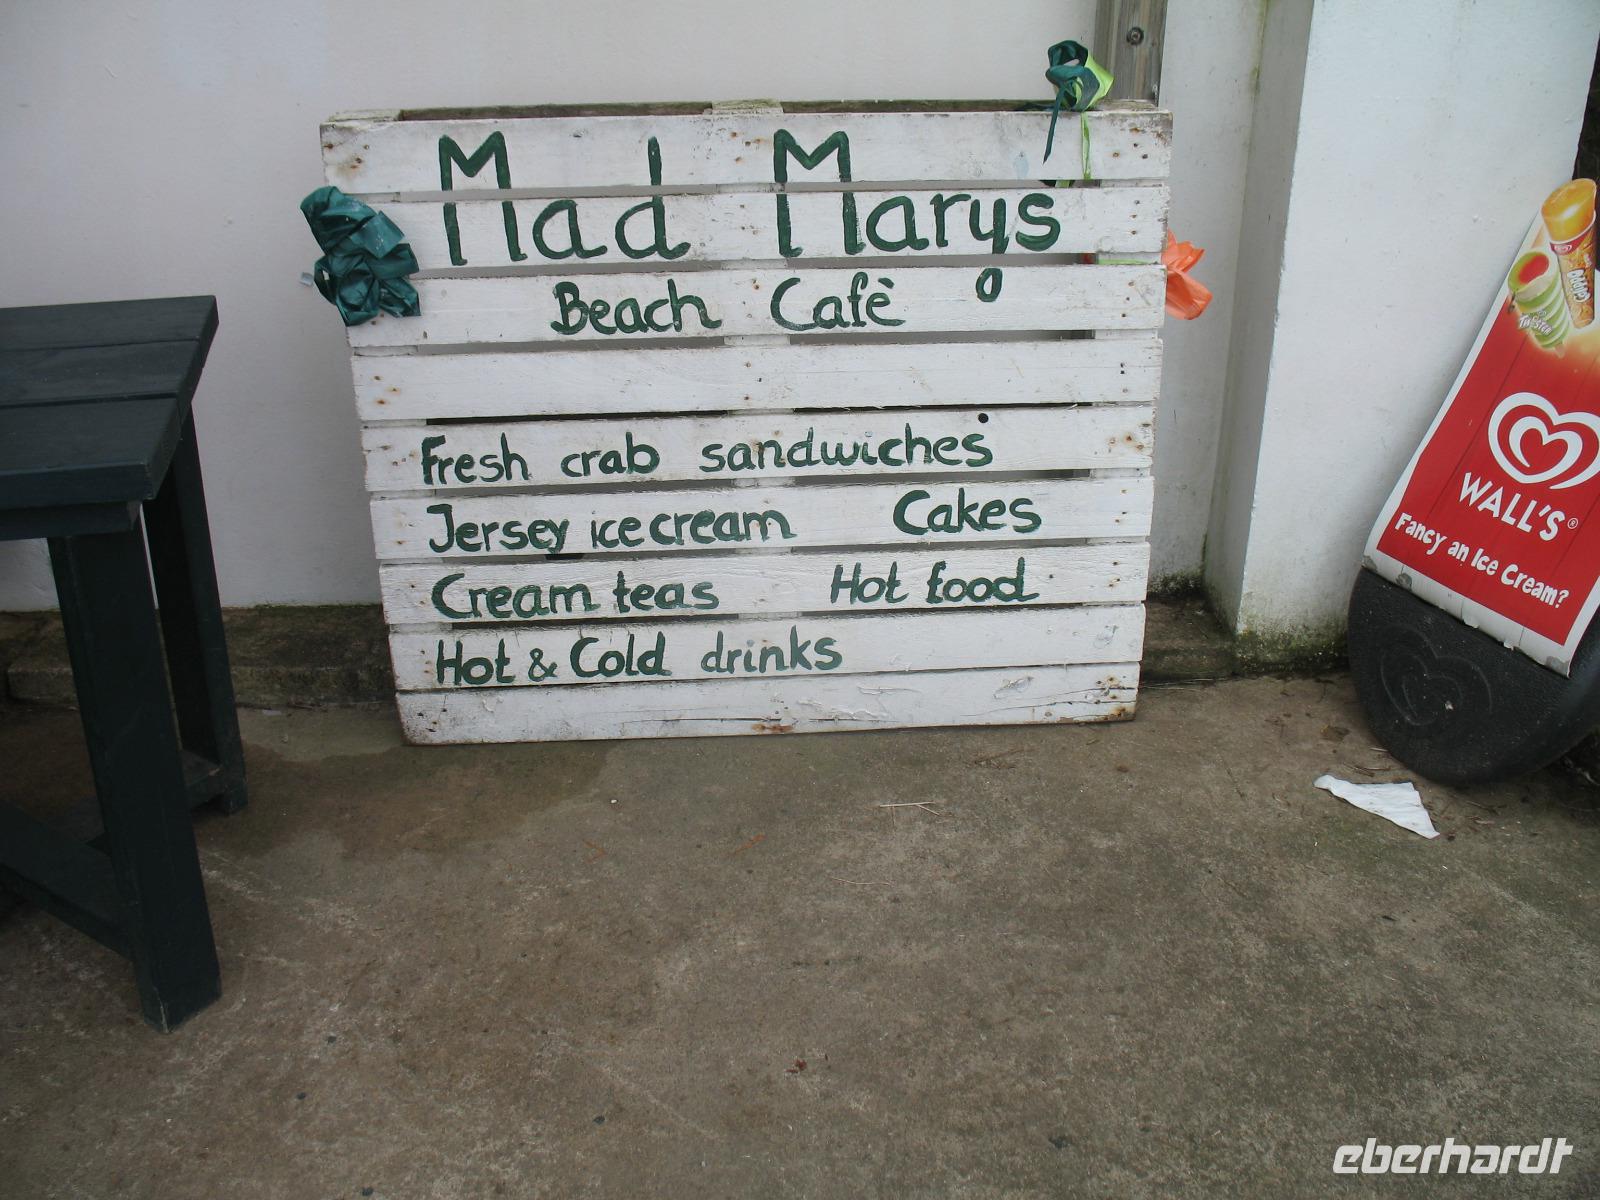 Mad Marys
Beach Cafè
Fresh crab sandwiches
Jersey ice cream Cakes
Cream teas Hot food
Hot & Cold drinks
TWISTER
WALL'S®
Fancy an Ice Cream?
eberhardt